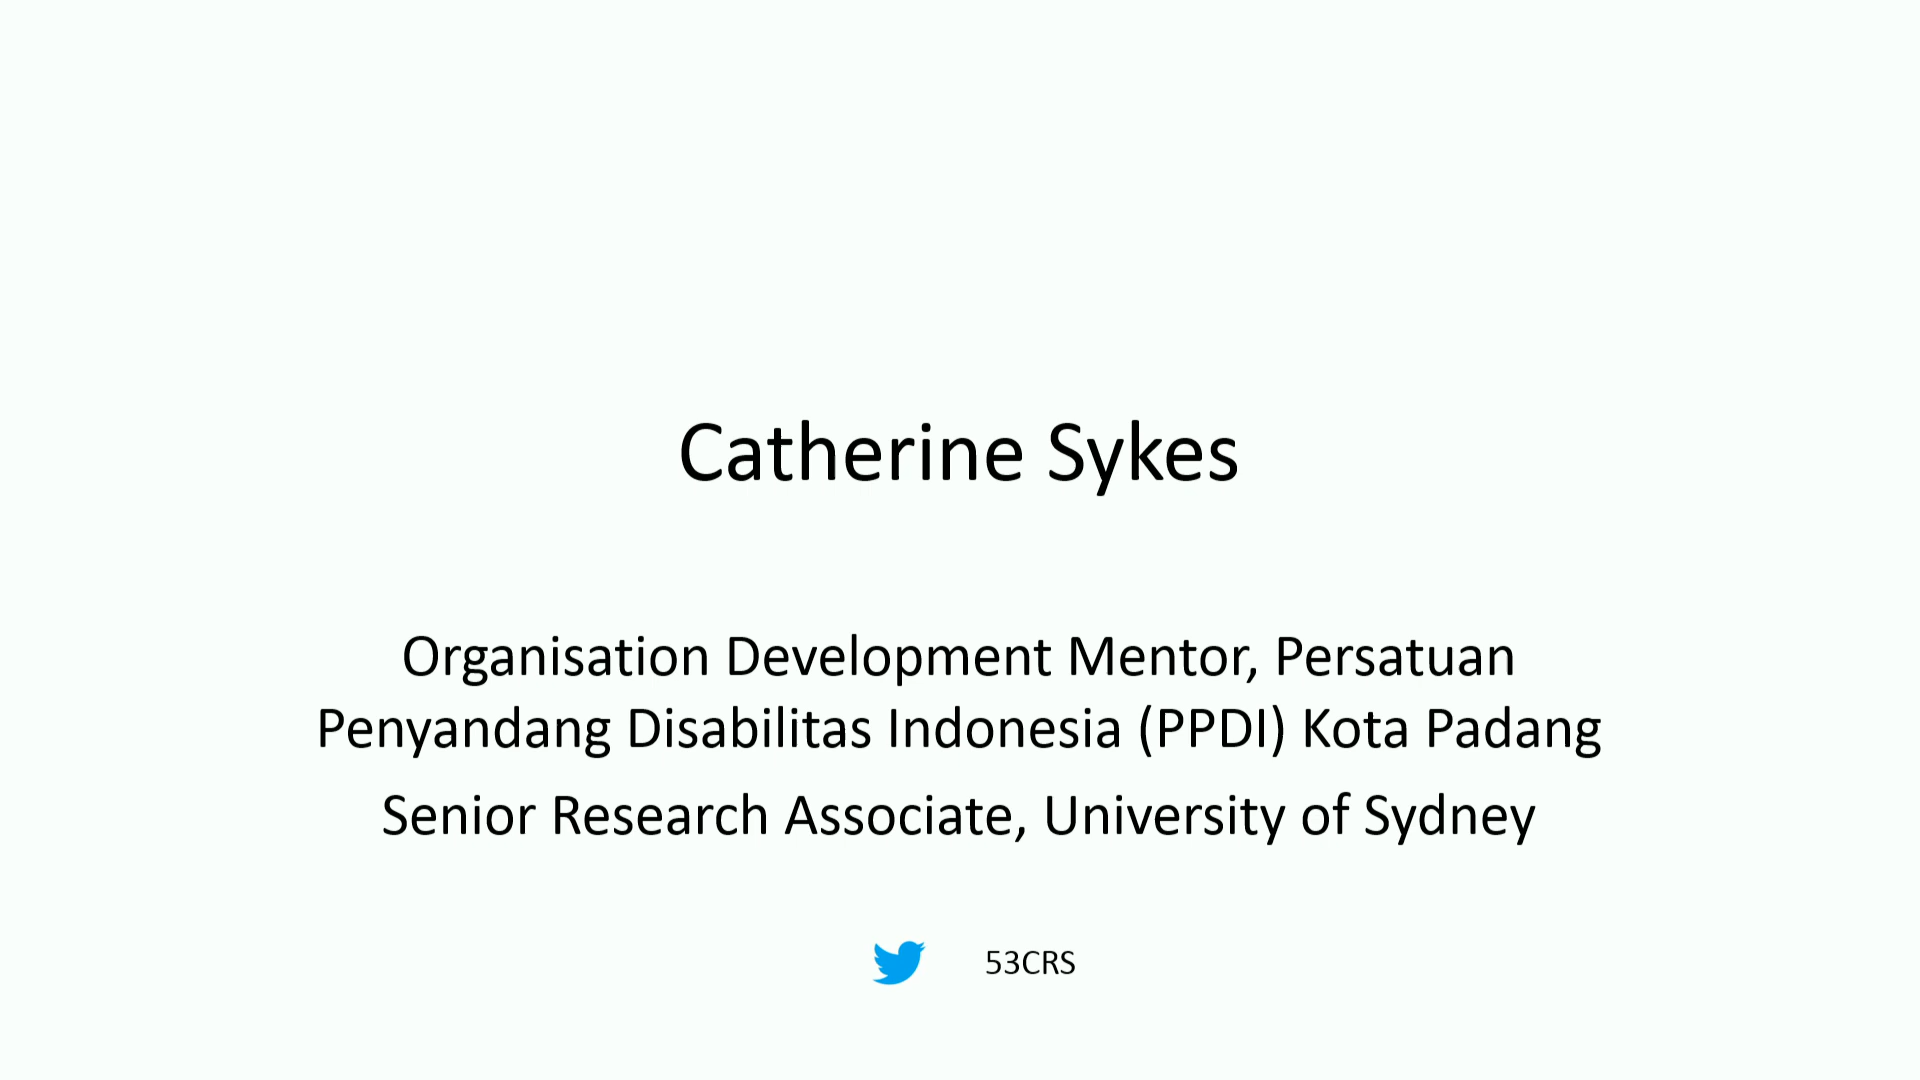 Catherine Sykes
Organisation Development Mentor, Persatuan
Penyandang Disabilitas Indonesia (PPDI) Kota Padang
Senior Research Associate, University of Sydney
53CRS